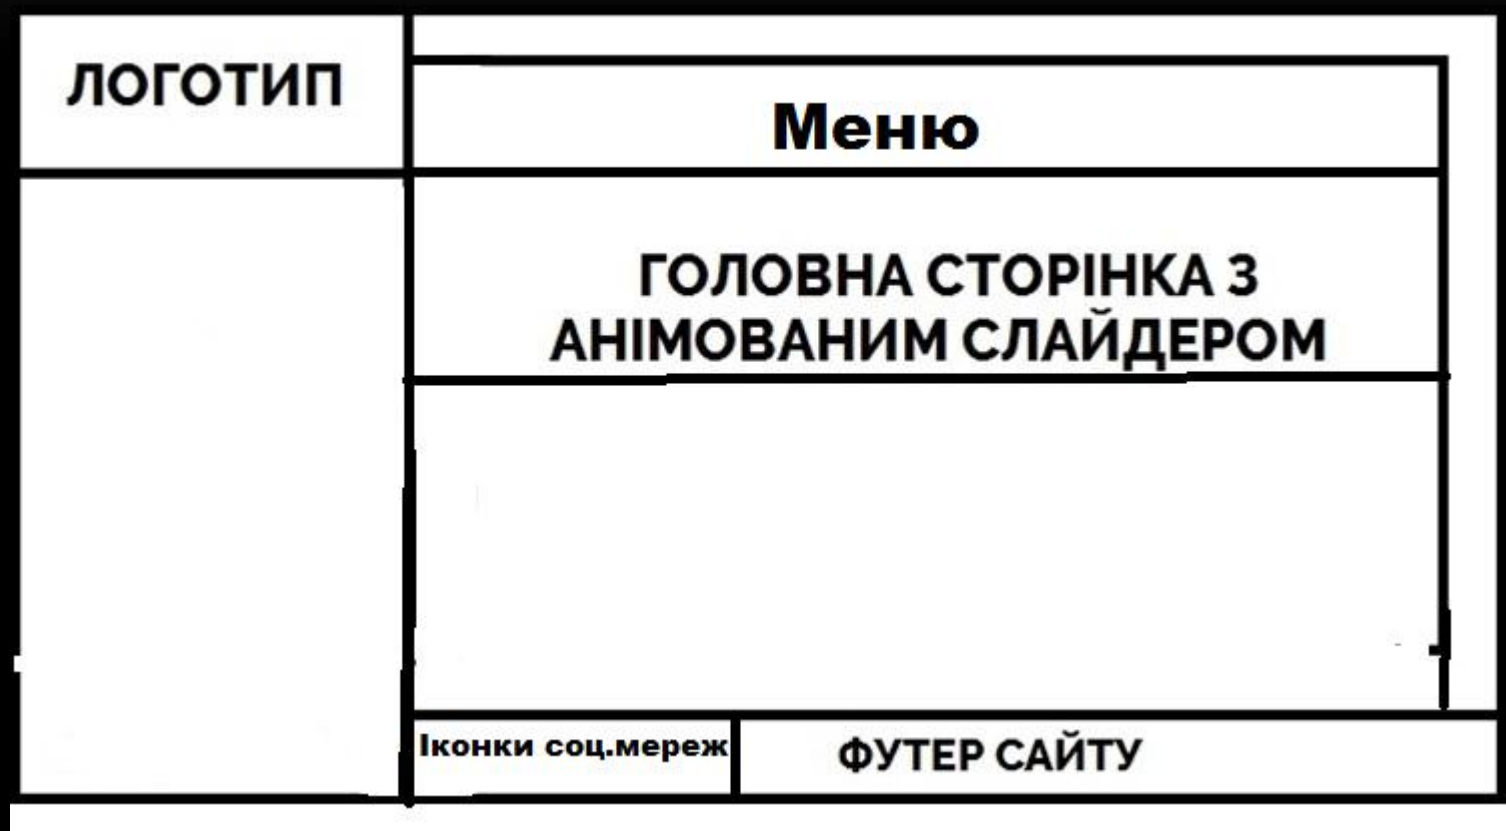 ЛОГОТИП
Меню
ГОЛОВНА СТОРІНКА З
АНІМОВАНИМ СЛАЙДЕРОМ
Іконки соц.мереж
ФУТЕР САЙТУ